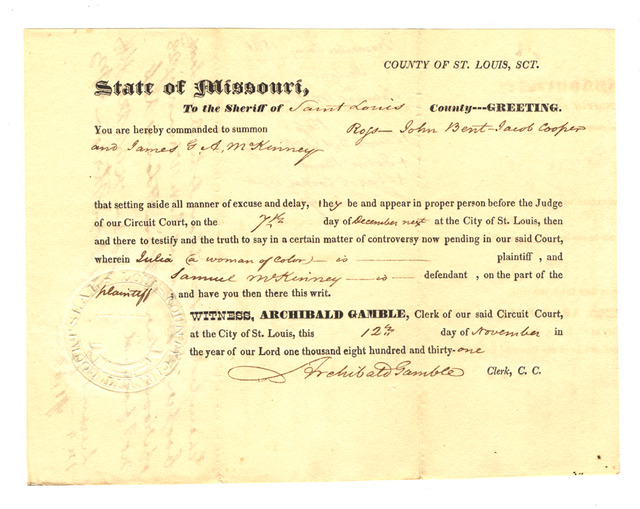 COUNTY OF ST. LOUIS, SCT.
State of Missouri,
To the Sheriff of Saint Louis County---GREETING.
You are hereby commanded to summon John Bent - Jacob Cooper
and James G. A. McKinney
that setting aside all manner of excuse and delay, they be and appear in proper person before the Judge
of our Circuit Court, on the 7th day of December next at the City of St. Louis, then
and there to testify and the truth to say in a certain matter of controversy now pending in our said Court,
wherein Julia (a woman of color) - is plaintiff , and
Samuel McKinney - is - defendant , on the part of the
plaintiff ; and have you then there this writ.
WITNESS, ARCHIBALD GAMBLE, Clerk of our said Circuit Court,
at the City of St. Louis, this 12th day of November in
the year of our Lord one thousand eight hundred and thirty-one
Archibald Gamble Clerk, C. C.